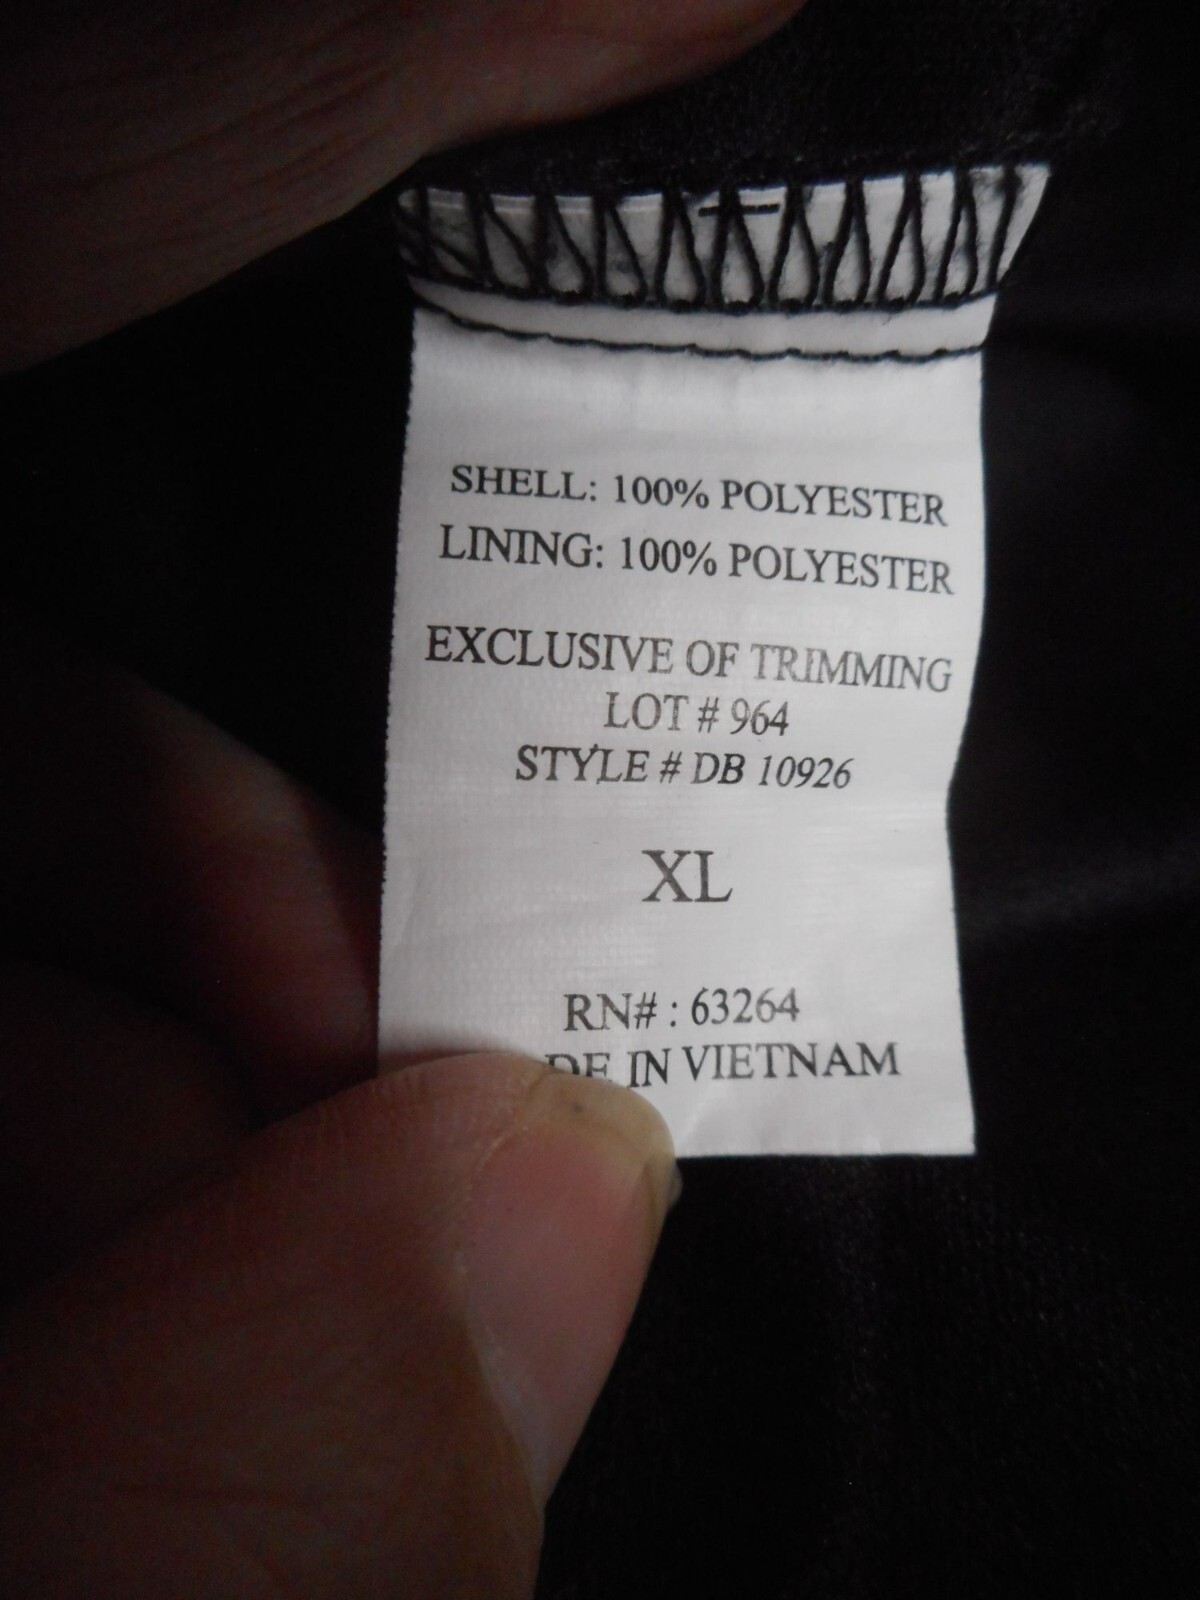 SHELL: 100% POLYESTER
LINING: 100% POLYESTER
EXCLUSIVE OF TRIMMING
LOT # 964
STYLE # DB 10926
XL
RN# : 63264
DE IN VIETNAM